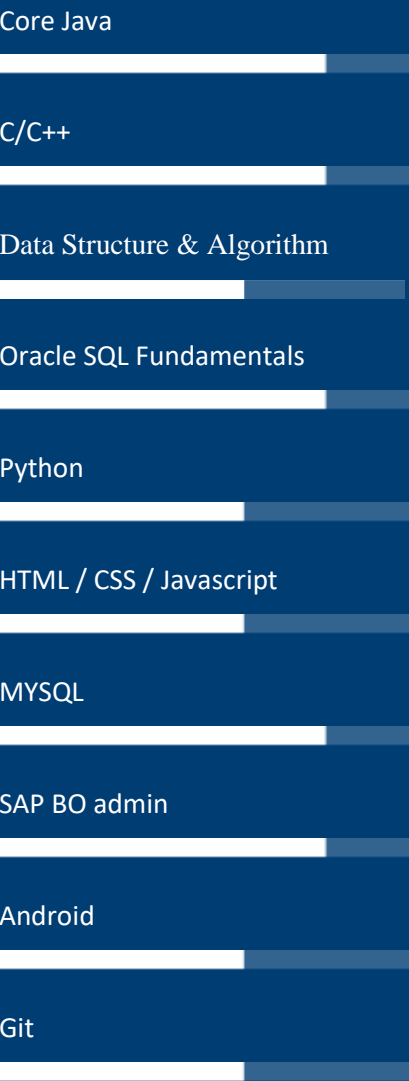 Core Java
C/C++
Data Structure & Algorithm
Oracle SQL Fundamentals
Python
HTML / CSS / Javascript
MYSQL
SAP BO admin
Android
Git